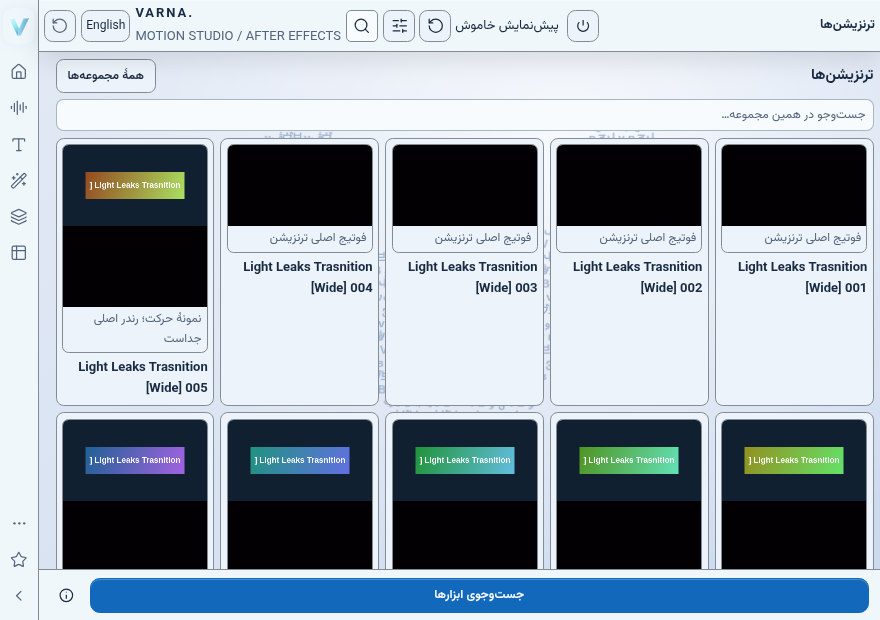 ترنزیشن‌ها
پیش‌نمایش خاموش
VARNA.
MOTION STUDIO / AFTER EFFECTS
English
ترنزیشن‌ها
همهٔ مجموعه‌ها
جست‌وجو در همین مجموعه...
فوتیج اصلی ترنزیشن
Light Leaks Trasnition
[Wide] 001
فوتیج اصلی ترنزیشن
Light Leaks Trasnition
[Wide] 002
فوتیج اصلی ترنزیشن
Light Leaks Trasnition
[Wide] 003
فوتیج اصلی ترنزیشن
Light Leaks Trasnition
[Wide] 004
] Light Leaks Trasnition
نمونهٔ حرکت؛ رندر اصلی
جداست
Light Leaks Trasnition
[Wide] 005
] Light Leaks Trasnition
] Light Leaks Trasnition
] Light Leaks Trasnition
] Light Leaks Trasnition
] Light Leaks Trasnition
جست‌وجوی ابزارها